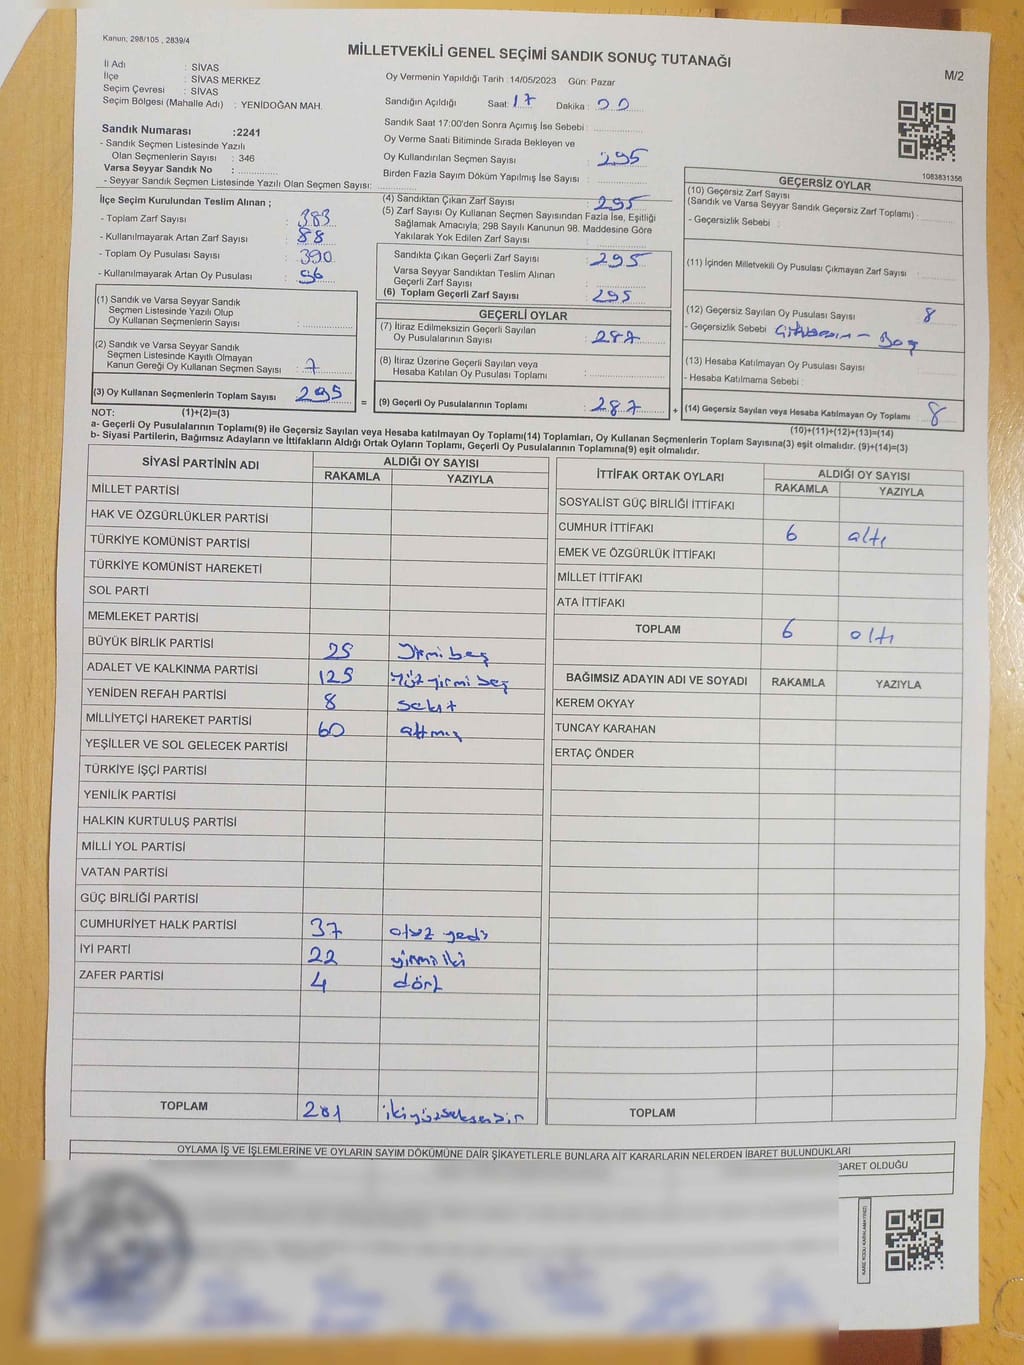 Kanun: 298/105 , 2839/4
MİLLETVEKİLİ GENEL SEÇİMİ SANDIK SONUÇ TUTANAĞI
M/2
İl Adı : SİVAS
İlçe : SİVAS MERKEZ
Seçim Çevresi : SİVAS
Seçim Bölgesi (Mahalle Adı) : YENİDOĞAN MAH.
Sandık Numarası :2241
- Sandık Seçmen Listesinde Yazılı
Olan Seçmenlerin Sayısı : 346
Varsa Seyyar Sandık No :
- Seyyar Sandık Seçmen Listesinde Yazılı Olan Seçmen Sayısı:
Oy Vermenin Yapıldığı Tarih : 14/05/2023 Gün: Pazar
Sandığın Açıldığı Saat: 17 Dakika : 00
Sandık Saat 17:00'den Sonra Açımış İse Sebebi :
Oy Verme Saati Bitiminde Sırada Bekleyen ve
Oy Kullandırılan Seçmen Sayısı : 295
Birden Fazla Sayım Döküm Yapılmış İse Sayısı :
1083831356
İlçe Seçim Kurulundan Teslim Alınan ;
- Toplam Zarf Sayısı : 383
- Kullanılmayarak Artan Zarf Sayısı : 88
- Toplam Oy Pusulası Sayısı : 390
- Kullanılmayarak Artan Oy Pusulası : 96
(1) Sandık ve Varsa Seyyar Sandık
Seçmen Listesinde Yazılı Olup
Oy Kullanan Seçmenlerin Sayısı :
(2) Sandık ve Varsa Seyyar Sandık
Seçmen Listesinde Kayıtlı Olmayan
Kanun Gereği Oy Kullanan Seçmen Sayısı : 7
(3) Oy Kullanan Seçmenlerin Toplam Sayısı : 295
(4) Sandıktan Çıkan Zarf Sayısı : 295
(5) Zarf Sayısı Oy Kullanan Seçmen Sayısından Fazla İse, Eşitliği
Sağlamak Amacıyla; 298 Sayılı Kanunun 98. Maddesine Göre
Yakılarak Yok Edilen Zarf Sayısı :
Sandıkta Çıkan Geçerli Zarf Sayısı : 295
Varsa Seyyar Sandıktan Teslim Alınan
Geçerli Zarf Sayısı :
(6) Toplam Geçerli Zarf Sayısı : 295
GEÇERLİ OYLAR
(7) İtiraz Edilmeksizin Geçerli Sayılan
Oy Pusulalarının Sayısı : 287
(8) İtiraz Üzerine Geçerli Sayılan veya
Hesaba Katılan Oy Pusulası Toplamı :
= (9) Geçerli Oy Pusulalarının Toplamı : 287 +
GEÇERSİZ OYLAR
(10) Geçersiz Zarf Sayısı
(Sandık ve Varsa Seyyar Sandık Geçersiz Zarf Toplamı) :
- Geçersizlik Sebebi :
(11) İçinden Milletvekili Oy Pusulası Çıkmayan Zarf Sayısı :
(12) Geçersiz Sayılan Oy Pusulası Sayısı : 8
- Geçersizlik Sebebi : - Boş
(13) Hesaba Katılmayan Oy Pusulası Sayısı :
- Hesaba Katılmama Sebebi :
(14) Geçersiz Sayılan veya Hesaba Katılmayan Oy Toplamı : 8
NOT: (1)+(2)=(3)
(10)+(11)+(12)+(13)=(14)
a- Geçerli Oy Pusulalarının Toplamı(9) ile Geçersiz Sayılan veya Hesaba katılmayan Oy Toplamı(14) Toplamları, Oy Kullanan Seçmenlerin Toplam Sayısına(3) eşit olmalıdır. (9)+(14)=(3)
b- Siyasi Partilerin, Bağımsız Adayların ve İttifakların Aldığı Ortak Oyların Toplamı, Geçerli Oy Pusulalarının Toplamına(9) eşit olmalıdır.
SİYASİ PARTİNİN ADI ALDIĞI OY SAYISI
RAKAMLA YAZIYLA
MİLLET PARTİSİ
HAK VE ÖZGÜRLÜKLER PARTİSİ
TÜRKİYE KOMÜNİST PARTİSİ
TÜRKİYE KOMÜNİST HAREKETİ
SOL PARTİ
MEMLEKET PARTİSİ
BÜYÜK BİRLİK PARTİSİ 25 Yirmi beş
ADALET VE KALKINMA PARTİSİ 125 Yüz yirmi beş
YENİDEN REFAH PARTİSİ 8 sekiz
MİLLİYETÇİ HAREKET PARTİSİ 60 altmış
YEŞİLLER VE SOL GELECEK PARTİSİ
TÜRKİYE İŞÇİ PARTİSİ
YENİLİK PARTİSİ
HALKIN KURTULUŞ PARTİSİ
MİLLİ YOL PARTİSİ
VATAN PARTİSİ
GÜÇ BİRLİĞİ PARTİSİ
CUMHURİYET HALK PARTİSİ 37 otuz yedi
İYİ PARTİ 22 yirmi iki
ZAFER PARTİSİ 4 dört
TOPLAM 281 ikiyüzseksenbir
İTTİFAK ORTAK OYLARI ALDIĞI OY SAYISI
RAKAMLA YAZIYLA
SOSYALİST GÜÇ BİRLİĞİ İTTİFAKI
CUMHUR İTTİFAKI 6 altı
EMEK VE ÖZGÜRLÜK İTTİFAKI
MİLLET İTTİFAKI
ATA İTTİFAKI
TOPLAM 6 altı
BAĞIMSIZ ADAYIN ADI VE SOYADI RAKAMLA YAZIYLA
KEREM OKYAY
TUNCAY KARAHAN
ERTAÇ ÖNDER
TOPLAM
OYLAMA İŞ VE İŞLEMLERİNE VE OYLARIN SAYIM DÖKÜMÜNE DAİR ŞİKAYETLERLE BUNLARA AİT KARARLARIN NELERDEN İBARET BULUNDUKLARI
BARET OLDUĞU
KARE KODU KARALAMAYINIZ!